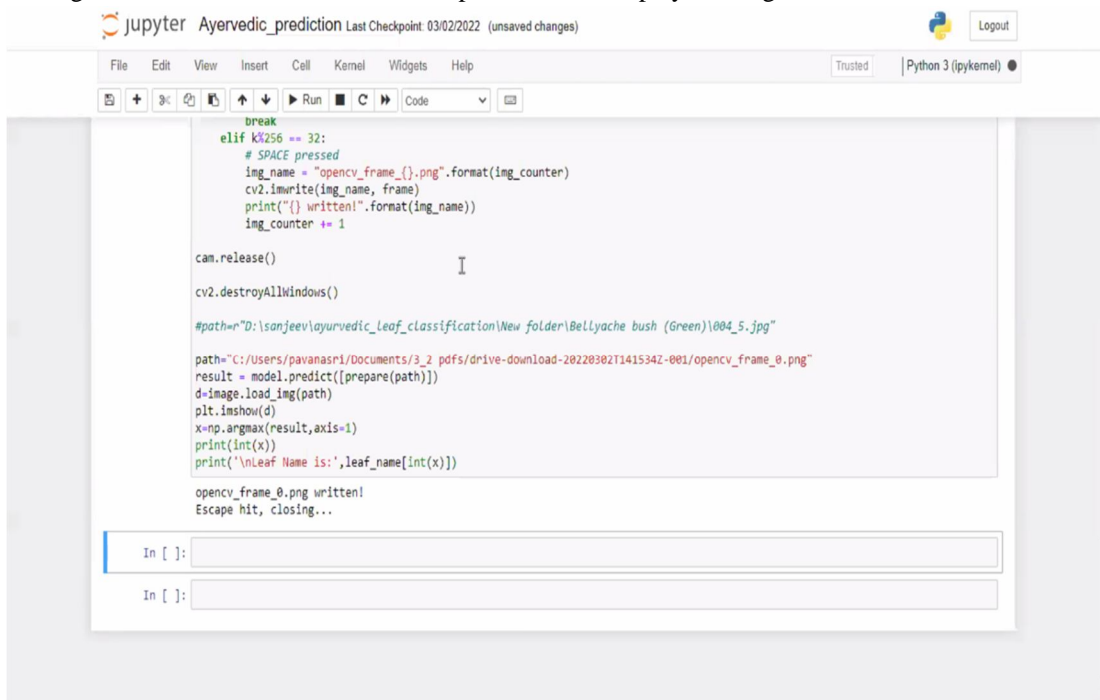 jupyter Ayervedic_prediction Last Checkpoint: 03/02/2022 (unsaved changes)
Logout
File Edit View Insert Cell Kernel Widgets Help
Trusted Python 3 (ipykernel)
Run Code
break
elif k%256 == 32:
# SPACE pressed
img_name = "opencv_frame_{}.png".format(img_counter)
cv2.imwrite(img_name, frame)
print("{} written!".format(img_name))
img_counter += 1
cam.release()
cv2.destroyAllWindows()
#path=r"D:\sanjeev\ayurvedic_leaf_classification\New folder\Bellyache bush (Green)\004_5.jpg"
path="C:/Users/pavanasri/Documents/3_2 pdfs/drive-download-20220302T141534Z-001/opencv_frame_0.png"
result = model.predict([prepare(path)])
d=image.load_img(path)
plt.imshow(d)
x=np.argmax(result,axis=1)
print(int(x))
print('\nLeaf Name is:',leaf_name[int(x)])
opencv_frame_0.png written!
Escape hit, closing...
In [ ]:
In [ ]: